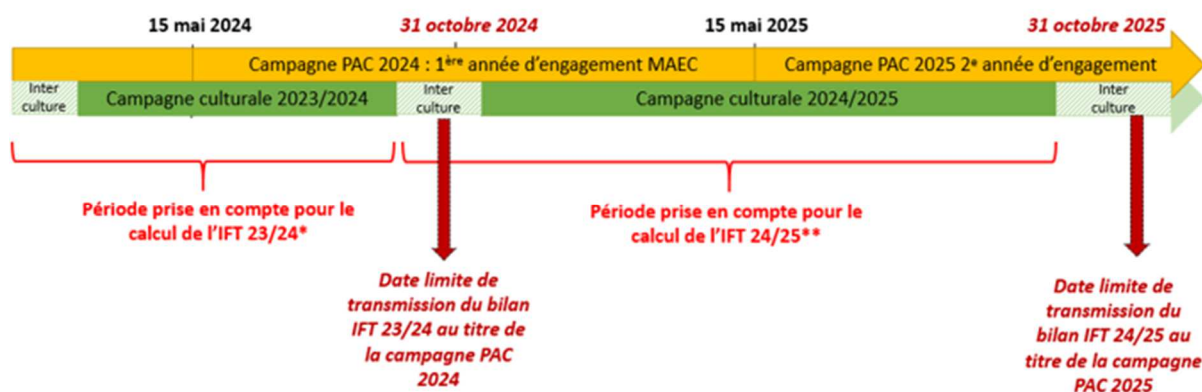 15 mai 2024
31 octobre 2024
15 mai 2025
31 octobre 2025
Campagne PAC 2024 : 1ère année d'engagement MAEC
Campagne PAC 2025 2e année d'engagement
Inter
culture
Campagne culturale 2023/2024
Inter
culture
Campagne culturale 2024/2025
Inter
culture
Période prise en compte pour le
calcul de l'IFT 23/24*
Période prise en compte pour le
calcul de l'IFT 24/25**
Date limite de
transmission du bilan
IFT 23/24 au titre de
la campagne PAC
2024
Date limite de
transmission du
bilan IFT 24/25 au
titre de la campagne
PAC 2025